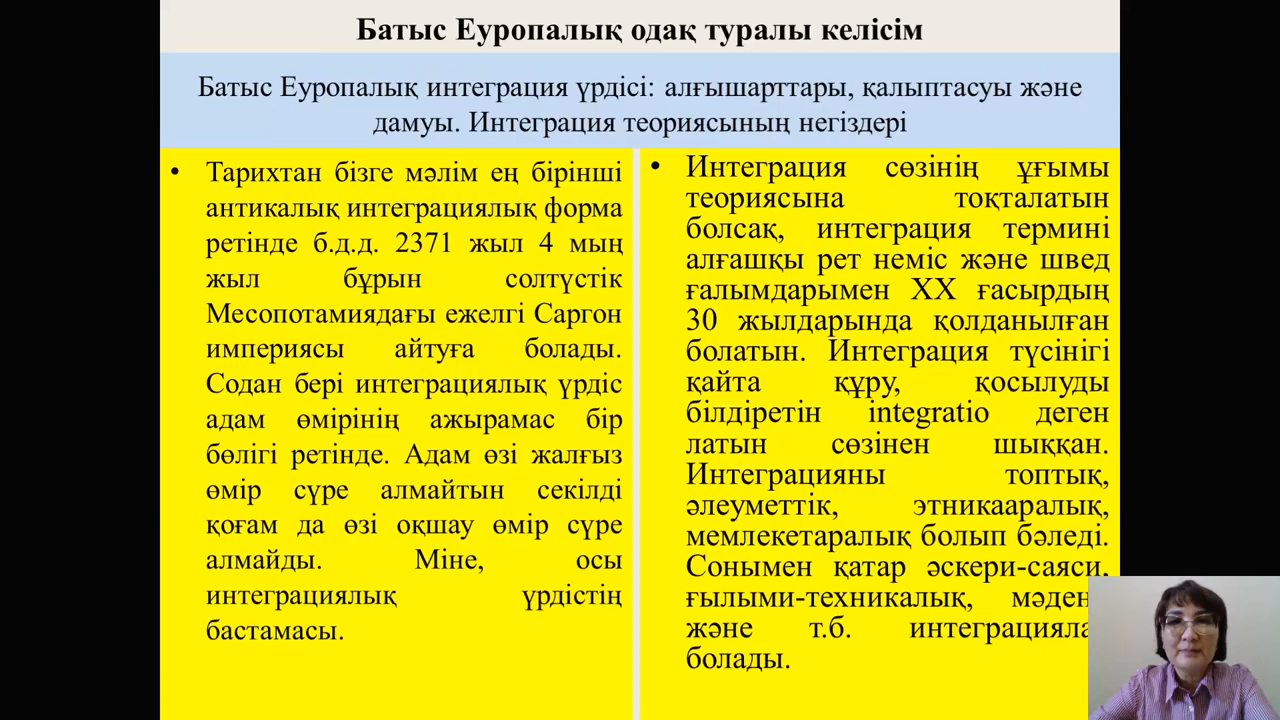 Батыс Еуропалық одақ туралы келісім
Батыс Еуропалық интеграция үрдісі: алғышарттары, қалыптасуы және
дамуы. Интеграция теориясының негіздері
• Тарихтан бізге мәлім ең бірінші
антикалық интеграциялық форма
ретінде б.д.д. 2371 жыл 4 мың
жыл бұрын солтүстік
Месопотамиядағы ежелгі Саргон
империясы айтуға болады.
Содан бері интеграциялық үрдіс
адам өмірінің ажырамас бір
бөлігі ретінде. Адам өзі жалғыз
өмір сүре алмайтын секілді
қоғам да өзі оқшау өмір сүре
алмайды. Міне, осы
интеграциялық үрдістің
бастамасы.
• Интеграция сөзінің ұғымы
теориясына тоқталатын
болсақ, интеграция термині
алғашқы рет неміс және швед
ғалымдарымен ХХ ғасырдың
30 жылдарында қолданылған
болатын. Интеграция түсінігі
қайта құру, қосылуды
білдіретін integratio деген
латын сөзінен шыққан.
Интеграцияны топтық,
әлеуметтік, этникааралық,
мемлекетаралық болып бәледі.
Сонымен қатар әскери-саяси,
ғылыми-техникалық,
және т.б.
болады.